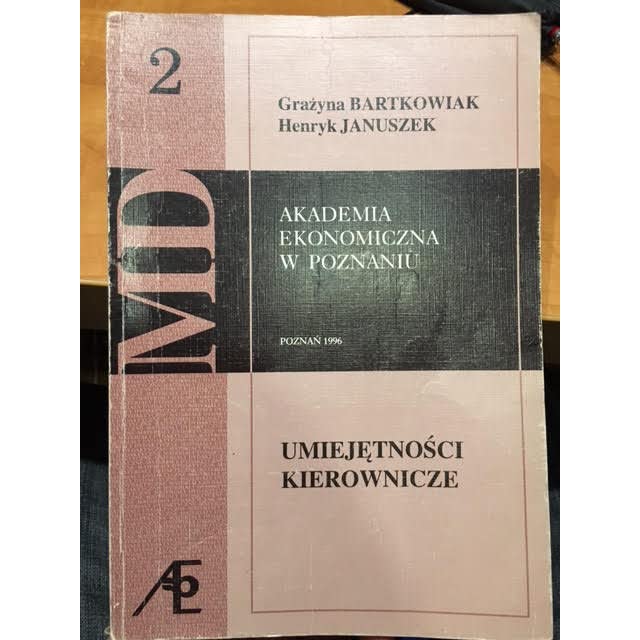 2
Grażyna BARTKOWIAK
Henryk JANUSZEK
MD
AKADEMIA
EKONOMICZNA
W POZNANIU
POZNAŃ 1996
UMIEJĘTNOŚCI
KIEROWNICZE
AE